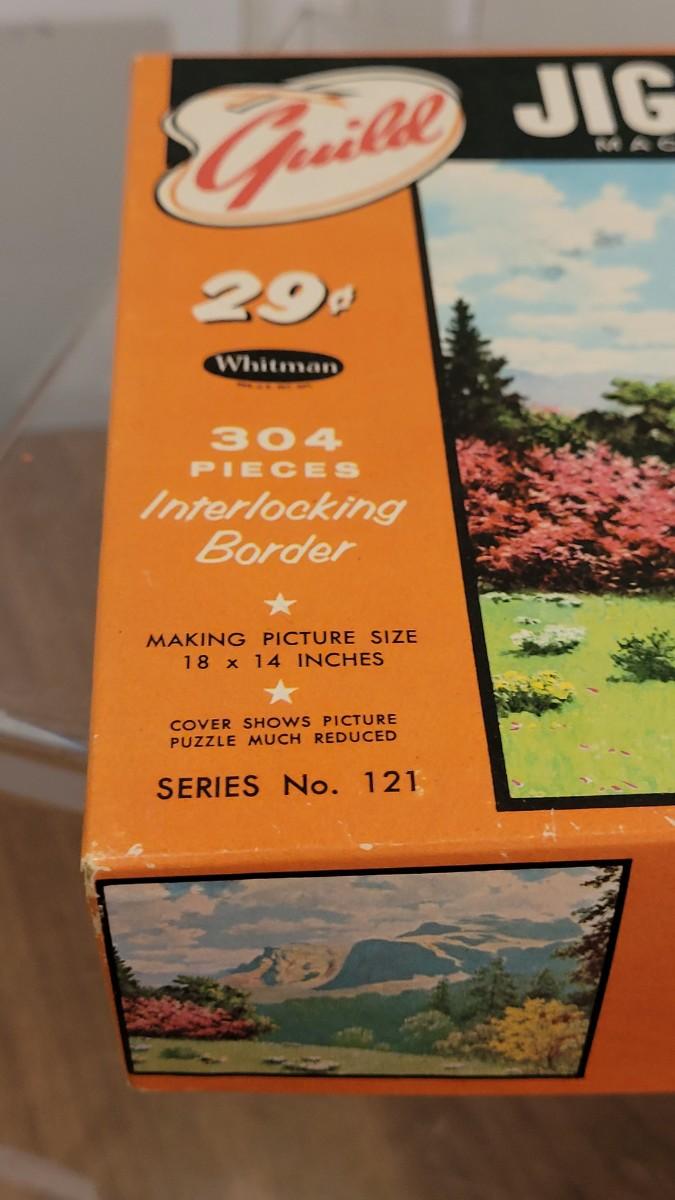 Guild
JIG
MAC
29¢
Whitman
304
PIECES
Interlocking
Border
MAKING PICTURE SIZE
18 x 14 INCHES
COVER SHOWS PICTURE
PUZZLE MUCH REDUCED
SERIES No. 121